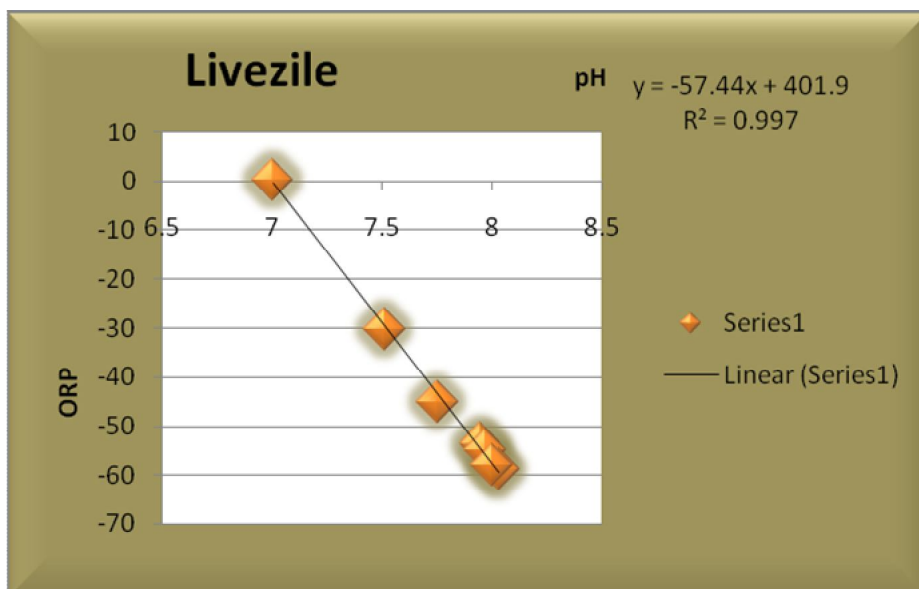 Livezile
pH
y = -57.44x + 401.9
R² = 0.997
10
0
6.5 7 7.5 8 8.5
-10
-20
-30
-40
-50
-60
-70
ORP
Series1
Linear (Series1)